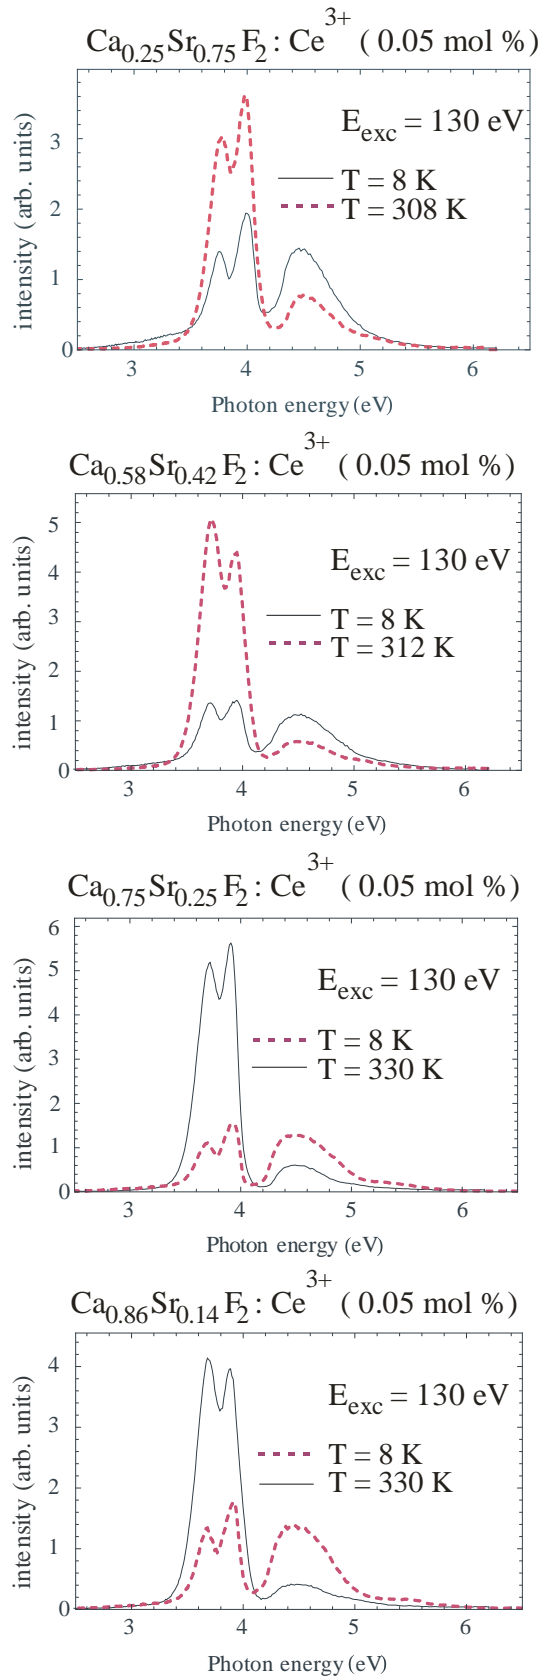 Ca0.25Sr0.75F2 : Ce3+ ( 0.05 mol %)
Eexc = 130 eV
T = 8 K
T = 308 K
intensity (arb. units)
3
2
1
0
3 4 5 6
Photon energy (eV)
Ca0.58Sr0.42F2 : Ce3+ ( 0.05 mol %)
Eexc = 130 eV
T = 8 K
T = 312 K
intensity (arb. units)
5
4
3
2
1
0
3 4 5 6
Photon energy (eV)
Ca0.75Sr0.25F2 : Ce3+ ( 0.05 mol %)
Eexc = 130 eV
T = 8 K
T = 330 K
intensity (arb. units)
6
5
4
3
2
1
0
3 4 5 6
Photon energy (eV)
Ca0.86Sr0.14F2 : Ce3+ ( 0.05 mol %)
Eexc = 130 eV
T = 8 K
T = 330 K
intensity (arb. units)
4
3
2
1
0
3 4 5 6
Photon energy (eV)